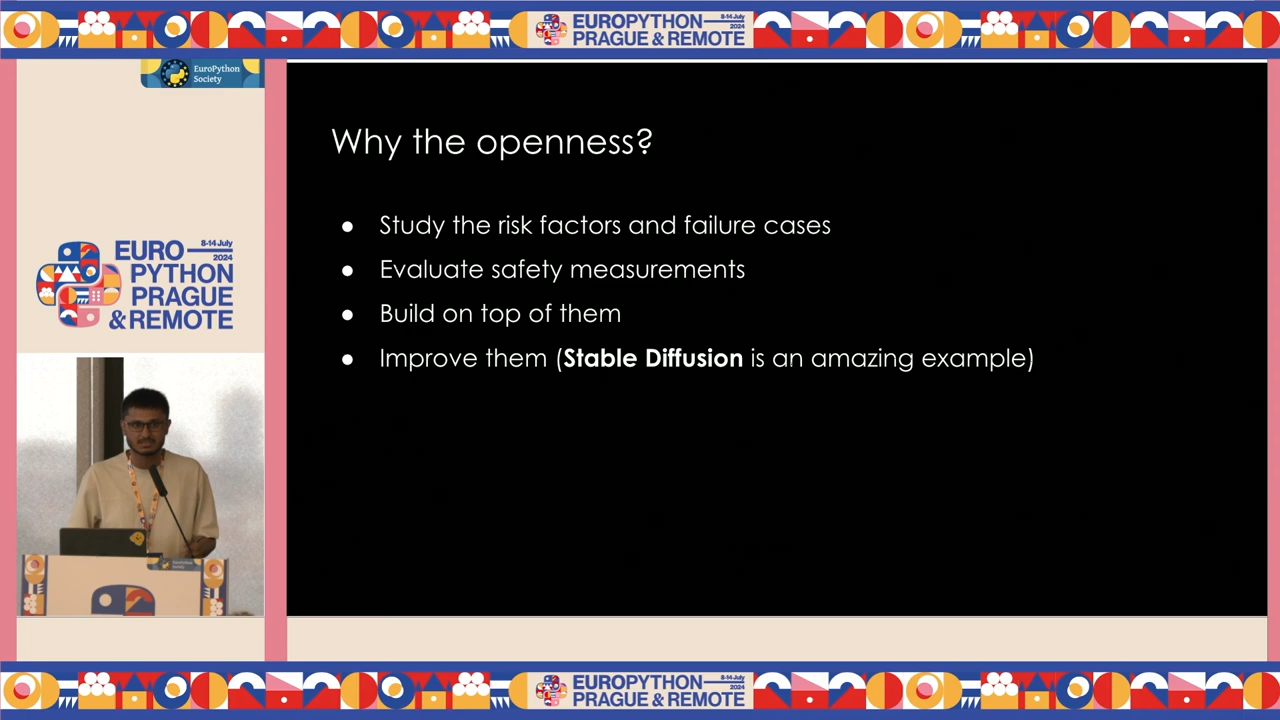 EUROPYTHON
8-14 July
2024
PRAGUE & REMOTE
EuroPython
Society
Why the openness?
● Study the risk factors and failure cases
● Evaluate safety measurements
● Build on top of them
● Improve them (Stable Diffusion is an amazing example)
EURO
8-14 July
2024
PYTHON
PRAGUE
& REMOTE
EuroPython
Society
EUROPYTHON
8-14 July
2024
PRAGUE & REMOTE